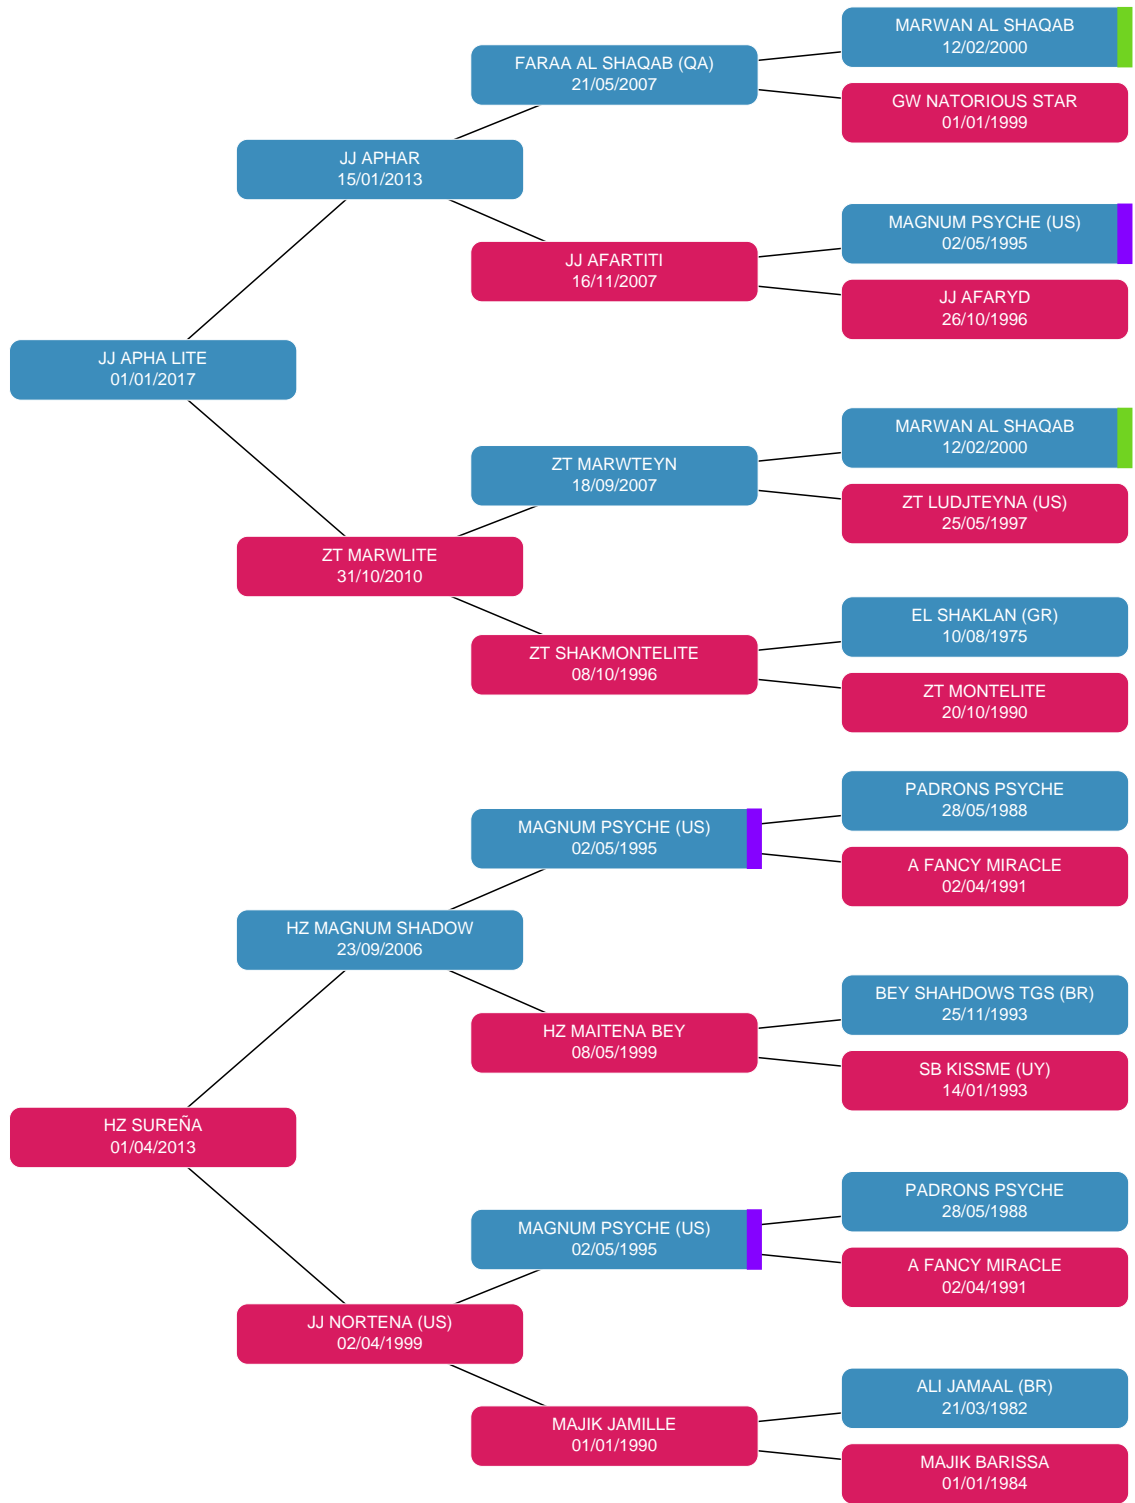 MARWAN AL SHAQAB
12/02/2000
FARAA AL SHAQAB (QA)
21/05/2007
GW NATORIOUS STAR
01/01/1999
JJ APHAR
15/01/2013
MAGNUM PSYCHE (US)
02/05/1995
JJ AFARTITI
16/11/2007
JJ AFARYD
26/10/1996
JJ APHA LITE
01/01/2017
MARWAN AL SHAQAB
12/02/2000
ZT MARWTEYN
18/09/2007
ZT LUDJTEYNA (US)
25/05/1997
ZT MARWLITE
31/10/2010
EL SHAKLAN (GR)
10/08/1975
ZT SHAKMONTELITE
08/10/1996
ZT MONTELITE
20/10/1990
PADRONS PSYCHE
28/05/1988
MAGNUM PSYCHE (US)
02/05/1995
A FANCY MIRACLE
02/04/1991
HZ MAGNUM SHADOW
23/09/2006
BEY SHAHDOWS TGS (BR)
25/11/1993
HZ MAITENA BEY
08/05/1999
SB KISSME (UY)
14/01/1993
HZ SUREÑA
01/04/2013
PADRONS PSYCHE
28/05/1988
MAGNUM PSYCHE (US)
02/05/1995
A FANCY MIRACLE
02/04/1991
JJ NORTENA (US)
02/04/1999
ALI JAMAAL (BR)
21/03/1982
MAJIK JAMILLE
01/01/1990
MAJIK BARISSA
01/01/1984